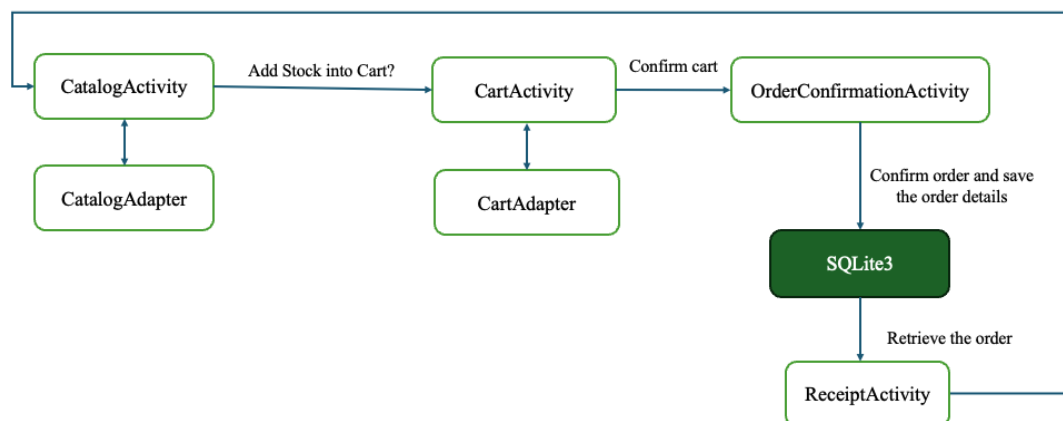 Add Stock into Cart?
Confirm cart
CatalogActivity
CartActivity
OrderConfirmationActivity
CatalogAdapter
CartAdapter
Confirm order and save
the order details
SQLite3
Retrieve the order
ReceiptActivity